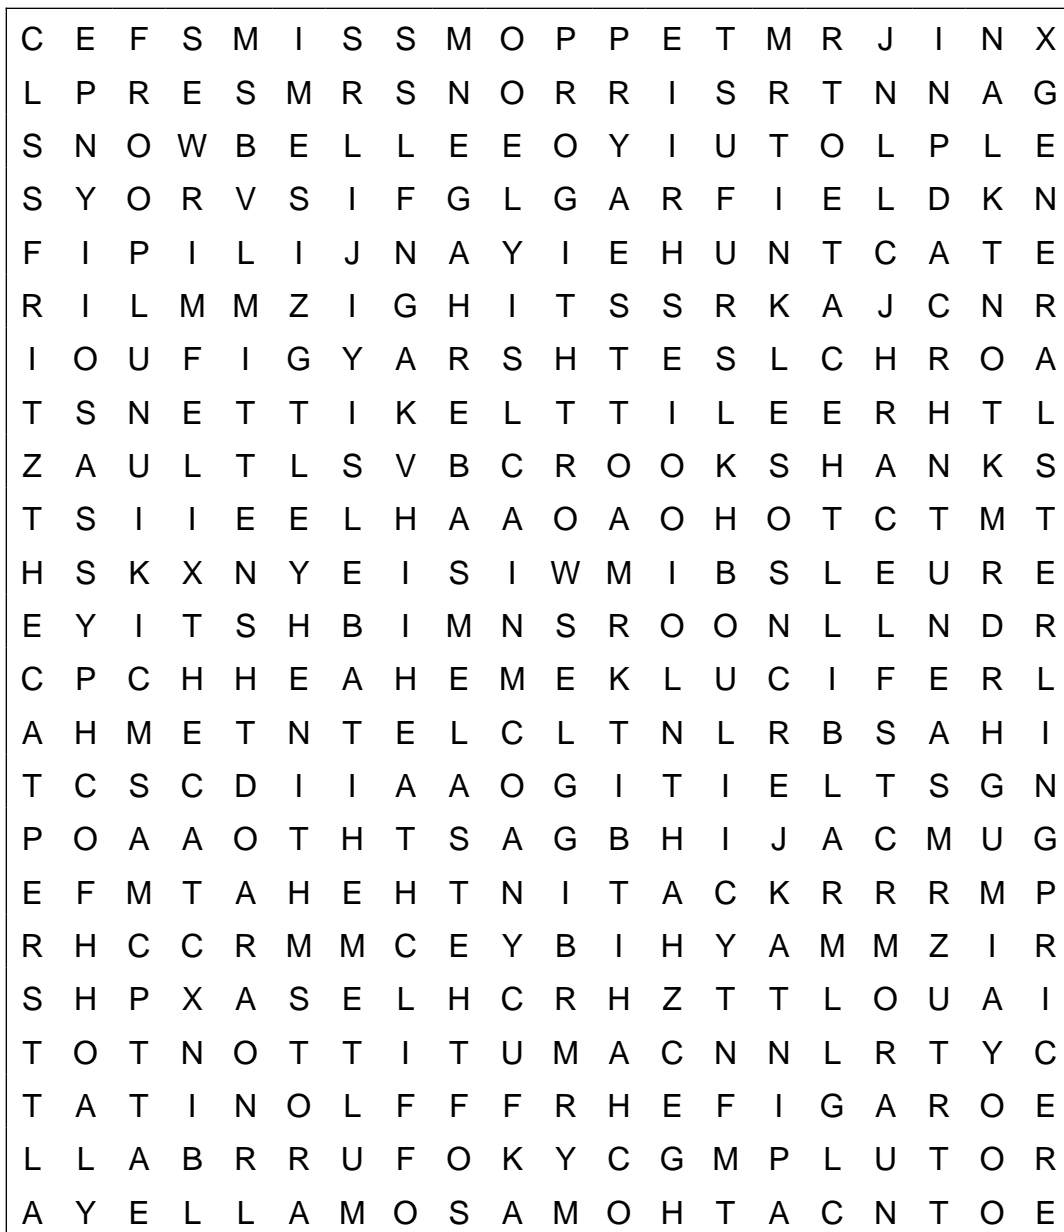 C E F S M I S S M O P P E T M R J I N X
L P R E S M R S N O R R I S R T N N A G
S N O W B E L L E E O Y I U T O L P L E
S Y O R V S I F G L G A R F I E L D K N
F I P I L I J N A Y I E H U N T C A T E
R I L M M Z I G H I T S S R K A J C N R
I O U F I G Y A R S H T E S L C H R O A
T S N E T T I K E L T T I L E E R H T L
Z A U L T L S V B C R O O K S H A N K S
T S I I E E L H A A O A O H O T C T M T
H S K X N Y E I S I W M I B S L E U R E
E Y I T S H B I M N S R O O N L L N D R
C P C H H E A H E M E K L U C I F E R L
A H M E T N T E L C L T N L R B S A H I
T C S C D I I A A O G I T I E L T S G N
P O A A O T H T S A G B H I J A C M U G
E F M T A H E H T N I T A C K R R R M P
R H C C R M M C E Y B I H Y A M M Z I R
S H P X A S E L H C R H Z T T L O U A I
T O T N O T T I T U M A C N N L R T Y C
T A T I N O L F F F R H E F I G A R O E
L L A B R R U F O K Y C G M P L U T O R
A Y E L L A M O S A M O H T A C N T O E